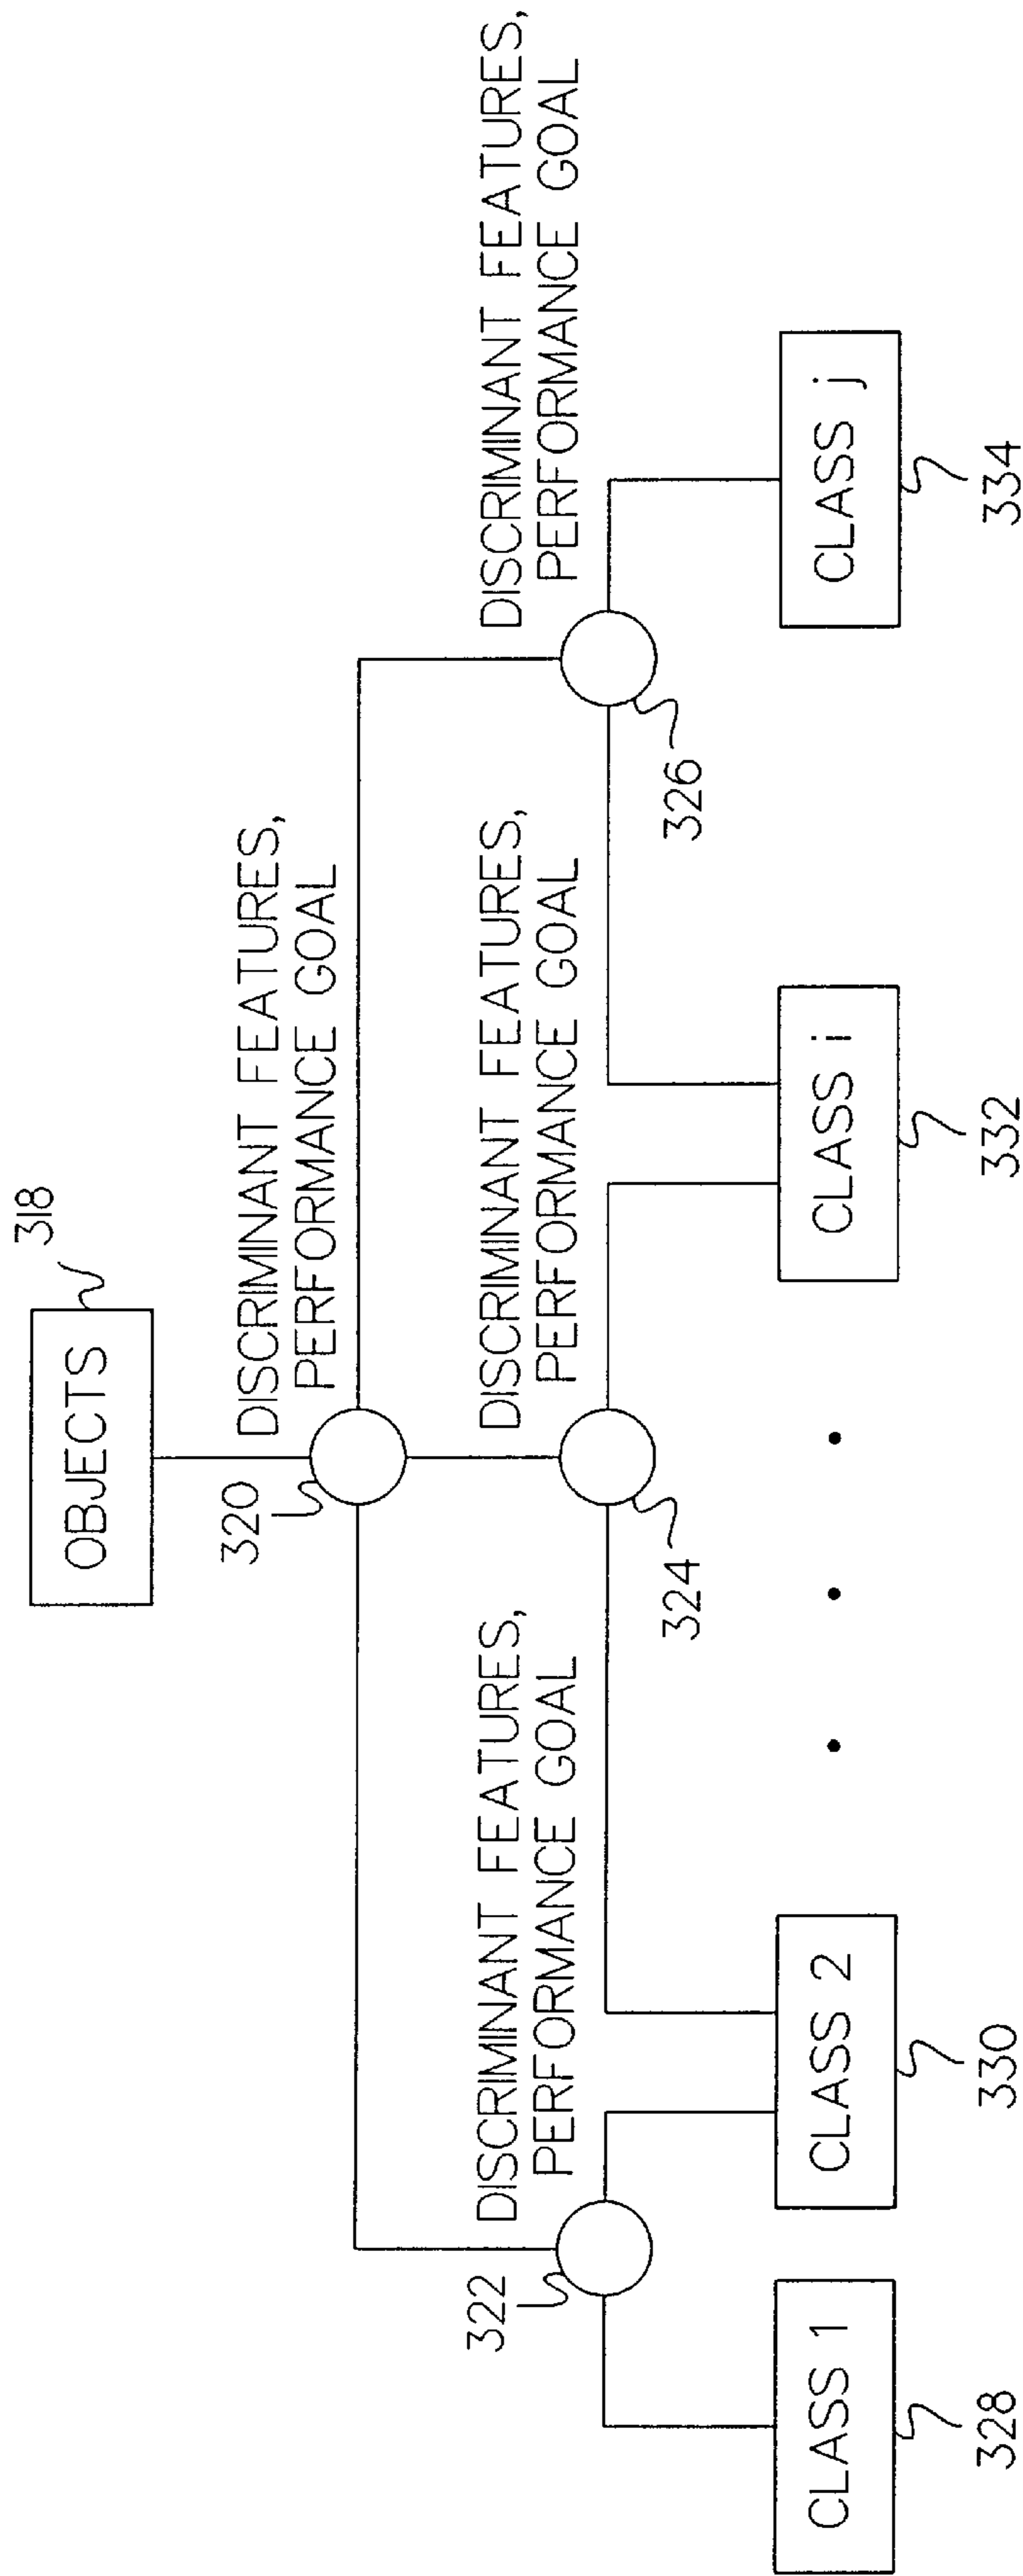 318
OBJECTS
DISCRIMINANT FEATURES,
PERFORMANCE GOAL
320
DISCRIMINANT FEATURES,
PERFORMANCE GOAL
DISCRIMINANT FEATURES,
PERFORMANCE GOAL
DISCRIMINANT FEATURES,
PERFORMANCE GOAL
322
324
326
CLASS 1
CLASS 2
CLASS i
CLASS j
328
330
332
334